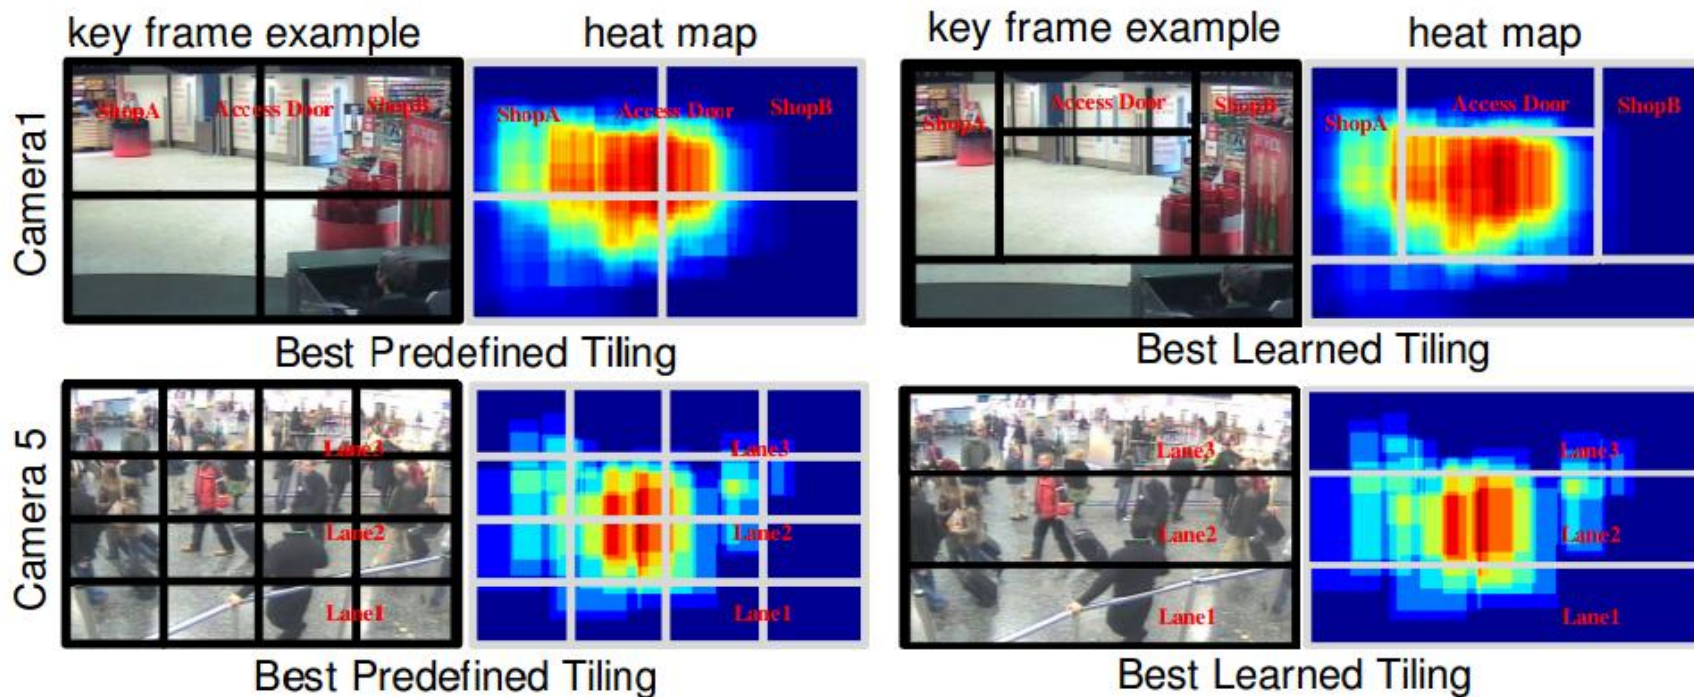 key frame example heat map key frame example heat map
Camera1
ShopA Access Door ShopB ShopA Access Door ShopB ShopA Access Door ShopB ShopA Access Door ShopB
Best Predefined Tiling Best Learned Tiling
Camera 5
Lane3 Lane3 Lane3 Lane3
Lane2 Lane2 Lane2 Lane2
Lane1 Lane1 Lane1 Lane1
Best Predefined Tiling Best Learned Tiling